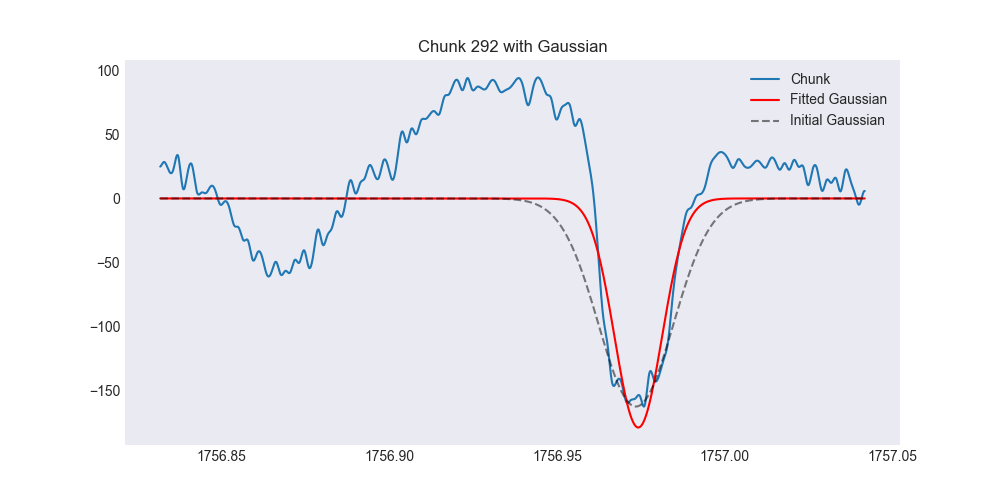 Chunk 292 with Gaussian
Chunk
Fitted Gaussian
Initial Gaussian
100
50
0
−50
−100
−150
1756.85 1756.90 1756.95 1757.00 1757.05